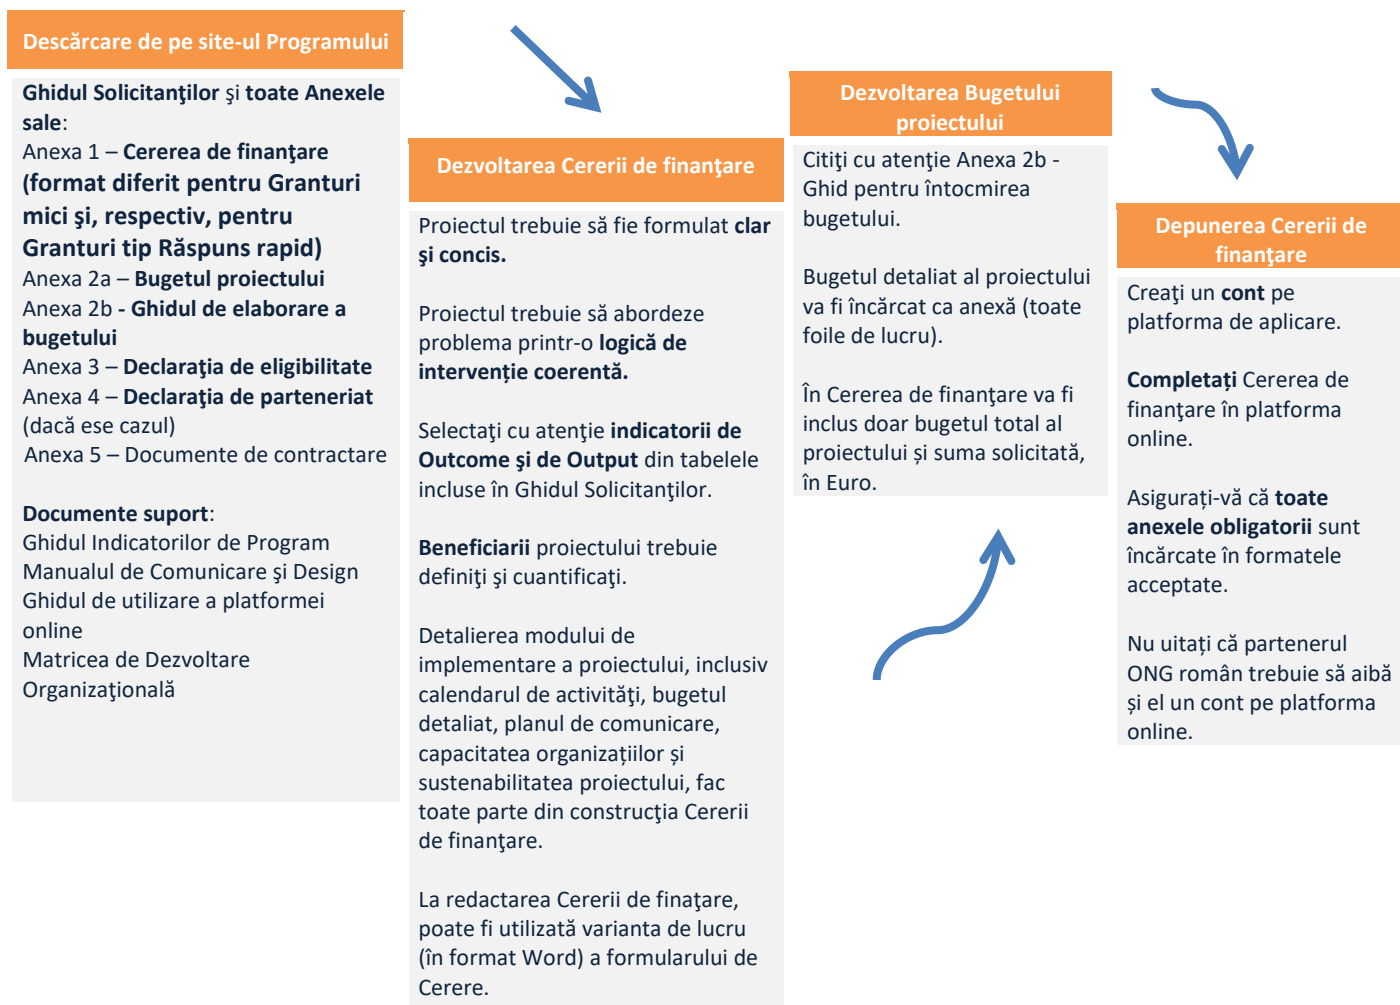 Descărcare de pe site-ul Programului
Ghidul Solicitanţilor şi toate Anexele
sale:
Anexa 1 – Cererea de finanţare
(format diferit pentru Granturi
mici şi, respectiv, pentru
Granturi tip Răspuns rapid)
Anexa 2a – Bugetul proiectului
Anexa 2b - Ghidul de elaborare a
bugetului
Anexa 3 – Declaraţia de eligibilitate
Anexa 4 – Declaraţia de parteneriat
(dacă ese cazul)
Anexa 5 – Documente de contractare
Documente suport:
Ghidul Indicatorilor de Program
Manualul de Comunicare şi Design
Ghidul de utilizare a platformei
online
Matricea de Dezvoltare
Organizaţională
Dezvoltarea Cererii de finanţare
Proiectul trebuie să fie formulat clar
şi concis.
Proiectul trebuie să abordeze
problema printr-o logică de
intervenție coerentă.
Selectați cu atenție indicatorii de
Outcome şi de Output din tabelele
incluse în Ghidul Solicitanţilor.
Beneficiarii proiectului trebuie
definiţi şi cuantificaţi.
Detalierea modului de
implementare a proiectului, inclusiv
calendarul de activități, bugetul
detaliat, planul de comunicare,
capacitatea organizațiilor și
sustenabilitatea proiectului, fac
toate parte din construcţia Cererii
de finanţare.
La redactarea Cererii de finaţare,
poate fi utilizată varianta de lucru
(în format Word) a formularului de
Cerere.
Dezvoltarea Bugetului
proiectului
Citiţi cu atenţie Anexa 2b -
Ghid pentru întocmirea
bugetului.
Bugetul detaliat al proiectului
va fi încărcat ca anexă (toate
foile de lucru).
În Cererea de finanţare va fi
inclus doar bugetul total al
proiectului și suma solicitată,
în Euro.
Depunerea Cererii de
finanţare
Creaţi un cont pe
platforma de aplicare.
Completați Cererea de
finanţare în platforma
online.
Asigurați-vă că toate
anexele obligatorii sunt
încărcate în formatele
acceptate.
Nu uitați că partenerul
ONG român trebuie să aibă
și el un cont pe platforma
online.